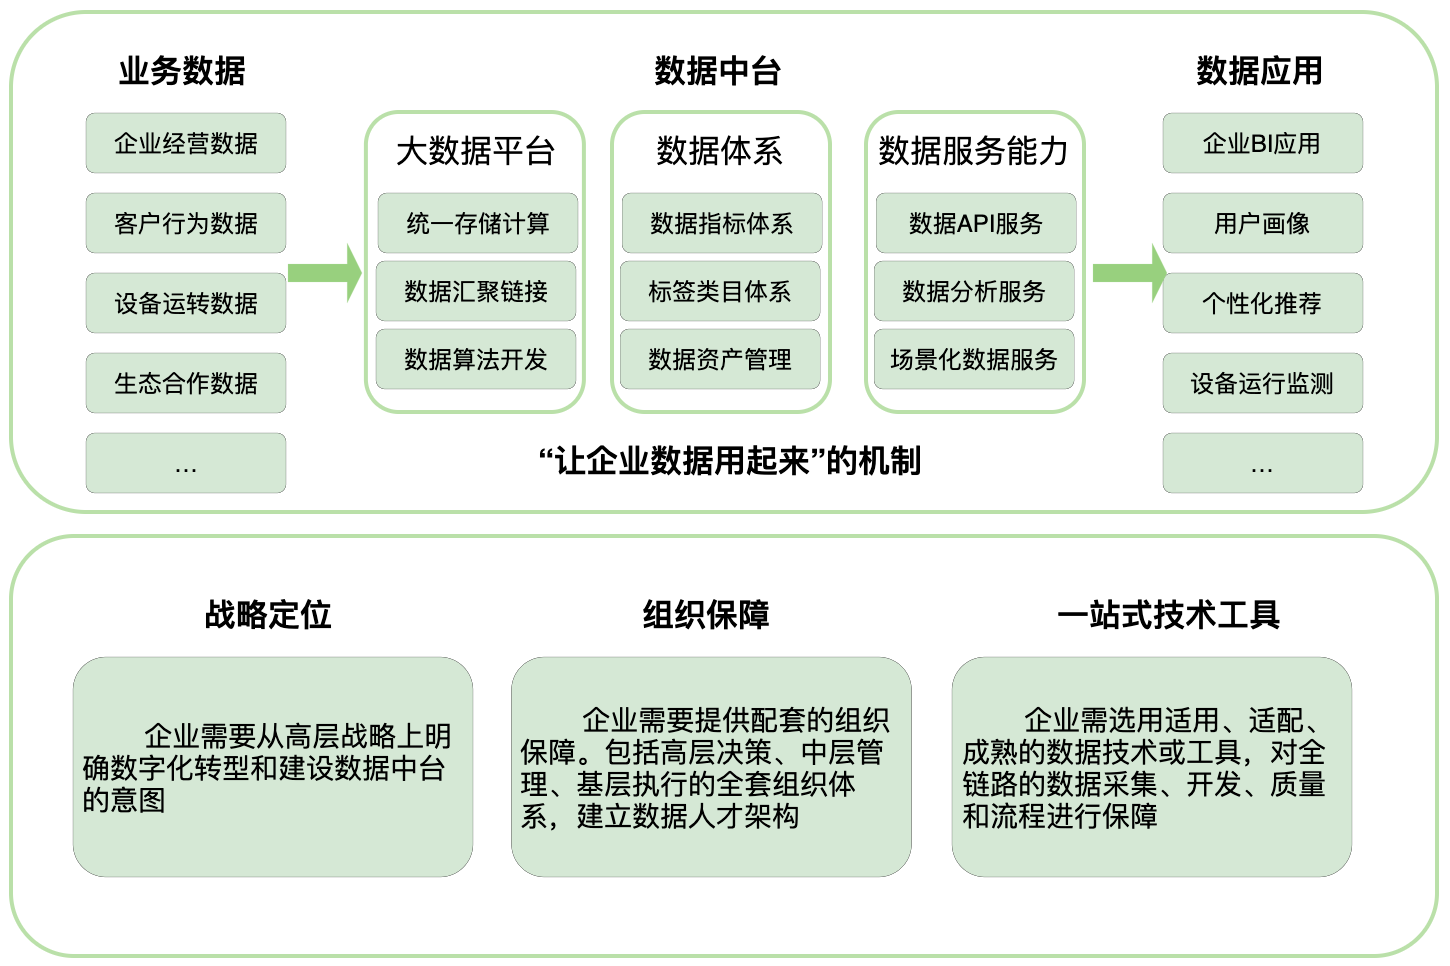 业务数据
企业经营数据
客户行为数据
设备运转数据
生态合作数据
...
数据中台
大数据平台
统一存储计算
数据汇聚链接
数据算法开发
数据体系
数据指标体系
标签类目体系
数据资产管理
数据服务能力
数据API服务
数据分析服务
场景化数据服务
“让企业数据用起来”的机制
数据应用
企业BI应用
用户画像
个性化推荐
设备运行监测
...
战略定位
企业需要从高层战略上明
确数字化转型和建设数据中台
的意图
组织保障
企业需要提供配套的组织
保障。包括高层决策、中层管
理、基层执行的全套组织体
系，建立数据人才架构
一站式技术工具
企业需选用适用、适配、
成熟的数据技术或工具，对全
链路的数据采集、开发、质量
和流程进行保障